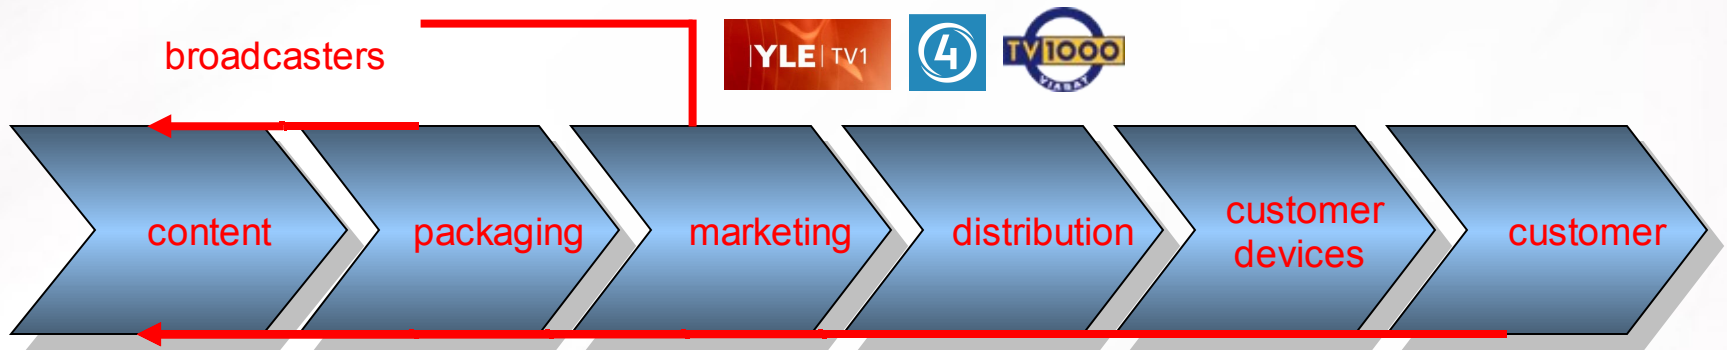 broadcasters
YLE TV1
4
TV1000
VIASAT
content
packaging
marketing
distribution
customer
devices
customer